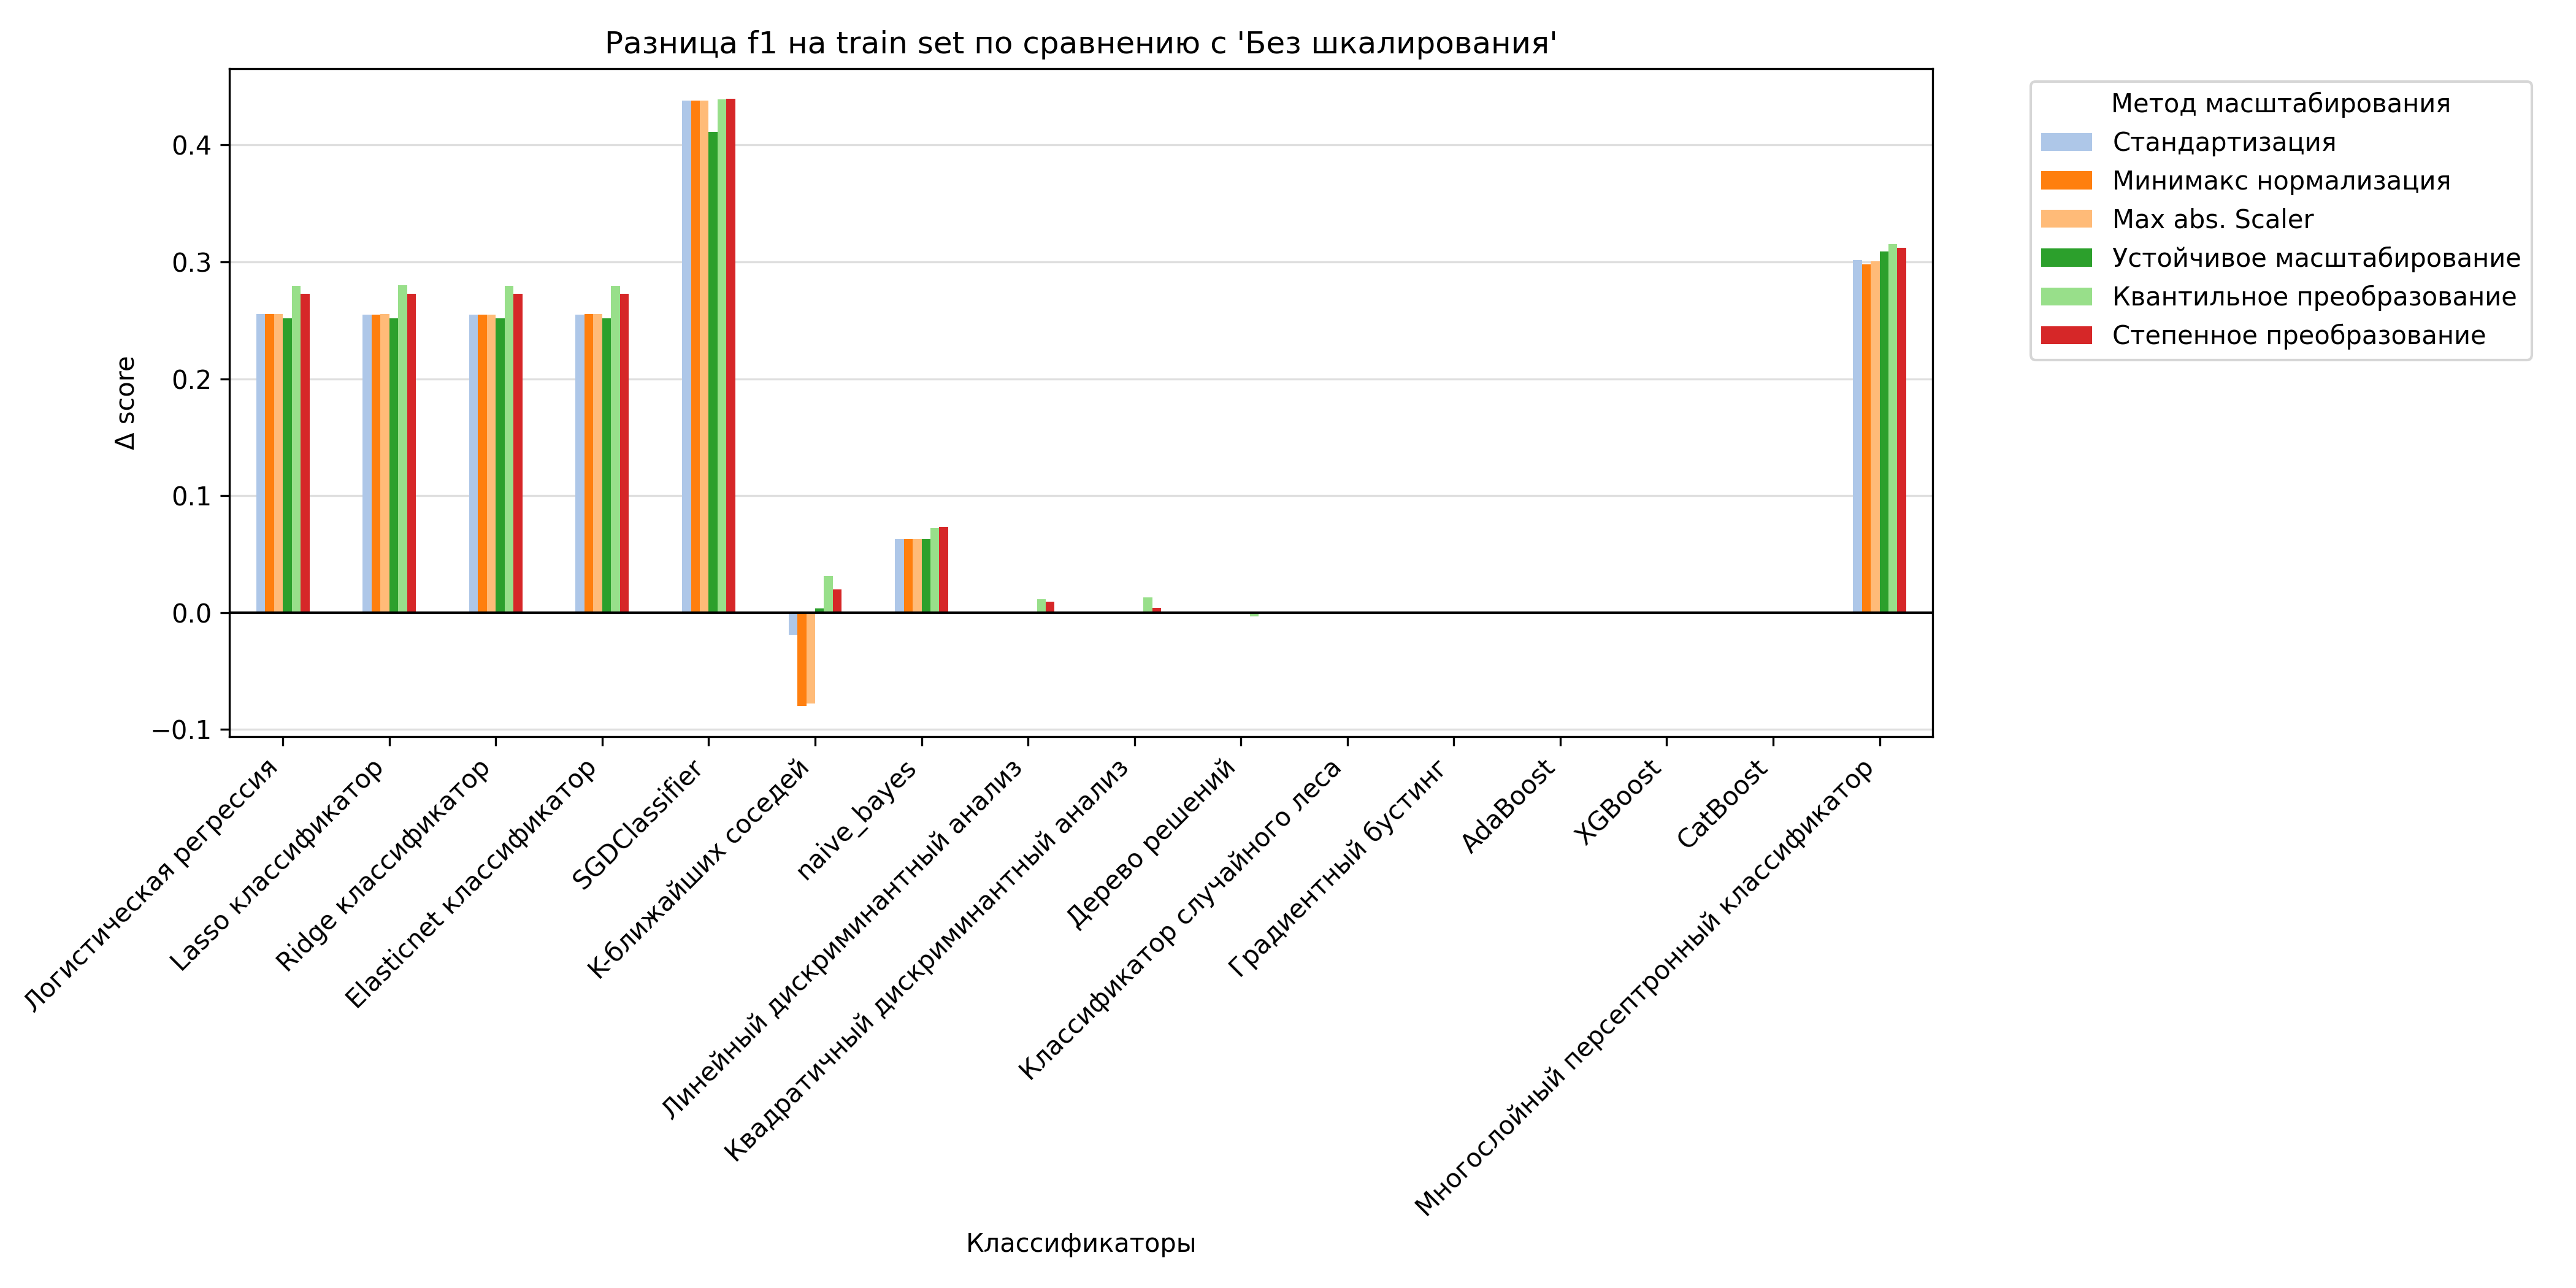 Разница f1 на train set по сравнению с 'Без шкалирования'
Метод масштабирования
Стандартизация
Минимакс нормализация
Max abs. Scaler
Устойчивое масштабирование
Квантильное преобразование
Степенное преобразование
Δ score
0.4
0.3
0.2
0.1
0.0
−0.1
Логистическая регрессия
Lasso классификатор
Ridge классификатор
Elasticnet классификатор
SGDClassifier
К-ближайших соседей
naive_bayes
Линейный дискриминантный анализ
Квадратичный дискриминантный анализ
Дерево решений
Классификатор случайного леса
Градиентный бустинг
AdaBoost
XGBoost
CatBoost
Многослойный персептронный классификатор
Классификаторы